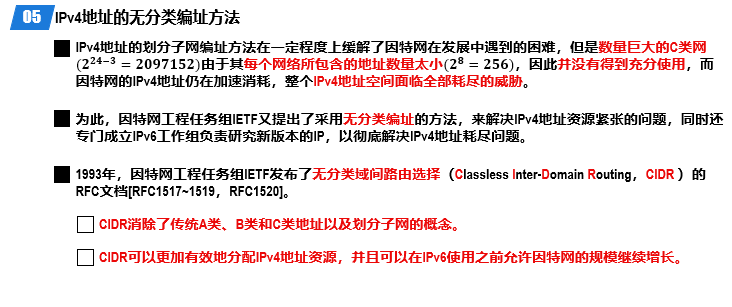 05 IPv4地址的无分类编址方法
IPv4地址的划分子网编址方法在一定程度上缓解了因特网在发展中遇到的困难，但是数量巨大的C类网
(2²⁴⁻³ = 2097152)由于其每个网络所包含的地址数量太小(2⁸ = 256)，因此并没有得到充分使用，而
因特网的IPv4地址仍在加速消耗，整个IPv4地址空间面临全部耗尽的威胁。
为此，因特网工程任务组IETF又提出了采用无分类编址的方法，来解决IPv4地址资源紧张的问题，同时还
专门成立IPv6工作组负责研究新版本的IP，以彻底解决IPv4地址耗尽问题。
1993年，因特网工程任务组IETF发布了无分类域间路由选择（Classless Inter-Domain Routing，CIDR ）的
RFC文档[RFC1517~1519，RFC1520]。
CIDR消除了传统A类、B类和C类地址以及划分子网的概念。
CIDR可以更加有效地分配IPv4地址资源，并且可以在IPv6使用之前允许因特网的规模继续增长。